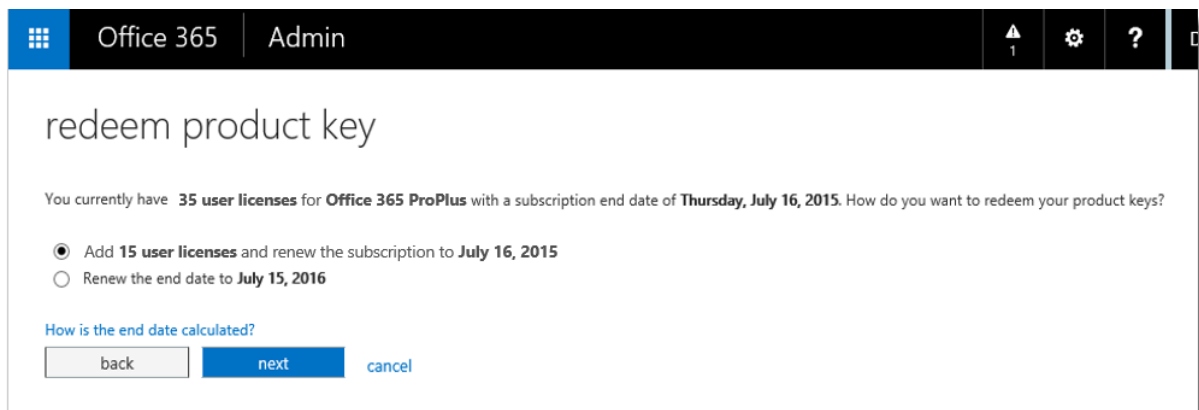 Office 365 Admin
1
?
redeem product key
You currently have 35 user licenses for Office 365 ProPlus with a subscription end date of Thursday, July 16, 2015. How do you want to redeem your product keys?
Add 15 user licenses and renew the subscription to July 16, 2015
Renew the end date to July 15, 2016
How is the end date calculated?
back next cancel